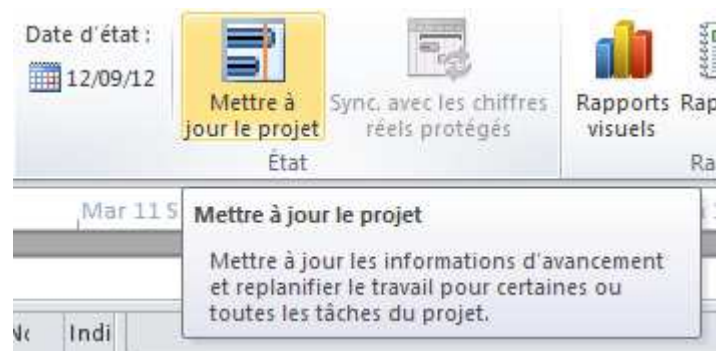 Date d'état :
12/09/12
Mettre à
jour le projet
Sync. avec les chiffres
réels protégés
Rapports
visuels
État
Mar 11 S
Mettre à jour le projet
Mettre à jour les informations d'avancement
et replanifier le travail pour certaines ou
toutes les tâches du projet.
Indi